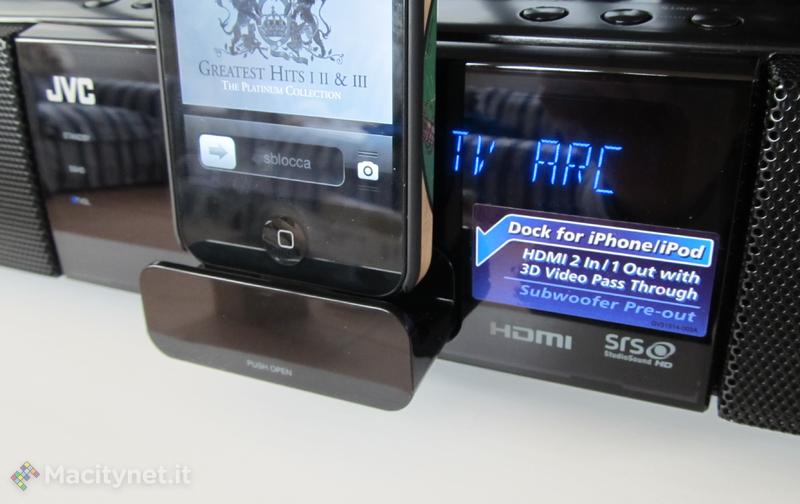 JVC
STANDBY
GREATEST HITS I II & III
THE PLATINUM COLLECTION
sblocca
PUSH OPEN
TV ARC
Dock for iPhone/iPod
HDMI 2 In/1 Out with
3D Video Pass Through
Subwoofer Pre-out
HDMI
SRS
StudioSound HD
Macitynet.it